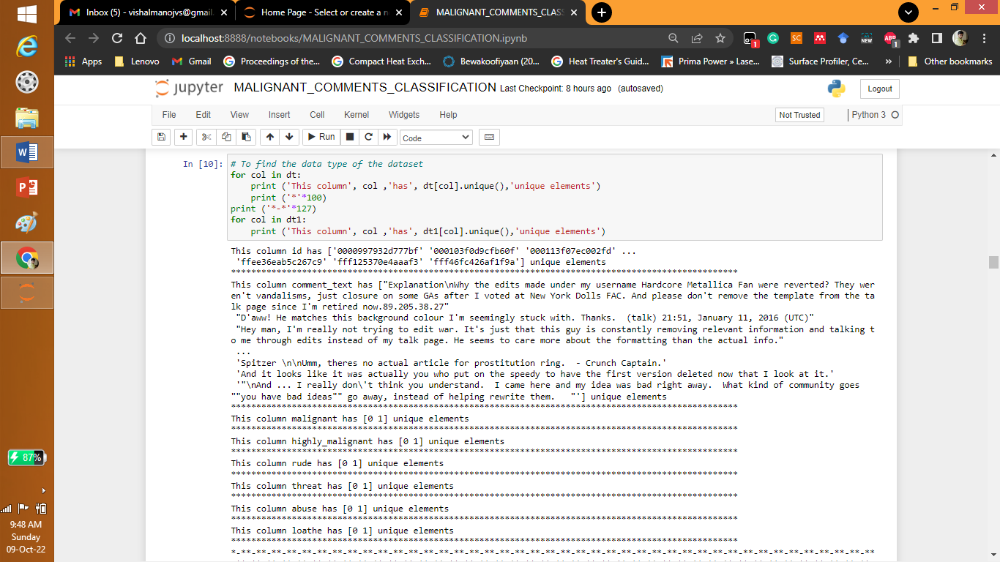 Inbox (5) - vishalmanojvs@gmail.
Home Page - Select or create a n
MALIGNANT_COMMENTS_CLASS
localhost:8888/notebooks/MALIGNANT_COMMENTS_CLASSIFICATION.ipynb
1
G
SC
NEW
ABP
1
Apps
Lenovo
Gmail
Proceedings of the...
Compact Heat Exch...
Bewakoofiyaan (20...
Heat Treater's Guid...
Prima Power » Lase...
Surface Profiler, Ce...
»
Other bookmarks
jupyter MALIGNANT_COMMENTS_CLASSIFICATION Last Checkpoint: 8 hours ago (autosaved)
Logout
File Edit View Insert Cell Kernel Widgets Help
Not Trusted
Python 3
Run
Code
In [10]:
# To find the data type of the dataset
for col in dt:
    print ('This column', col ,'has', dt[col].unique(),'unique elements')
    print ('*'*100)
print ('*-*'*127)
for col in dt1:
    print ('This column', col ,'has', dt1[col].unique(),'unique elements')
This column id has ['0000997932d777bf' '000103f0d9cfb60f' '000113f07ec002fd' ...
 'ffee36eab5c267c9' 'fff125370e4aaaf3' 'fff46fc426af1f9a'] unique elements
****************************************************************************************************
This column comment_text has ["Explanation\nWhy the edits made under my username Hardcore Metallica Fan were reverted? They wer
en't vandalisms, just closure on some GAs after I voted at New York Dolls FAC. And please don't remove the template from the ta
lk page since I'm retired now.89.205.38.27"
 "D'aww! He matches this background colour I'm seemingly stuck with. Thanks.  (talk) 21:51, January 11, 2016 (UTC)"
 "Hey man, I'm really not trying to edit war. It's just that this guy is constantly removing relevant information and talking t
o me through edits instead of my talk page. He seems to care more about the formatting than the actual info."
 ...
 'Spitzer \n\nUmm, theres no actual article for prostitution ring.  - Crunch Captain.'
 'And it looks like it was actually you who put on the speedy to have the first version deleted now that I look at it.'
 '"\nAnd ... I really don\'t think you understand.  I came here and my idea was bad right away.  What kind of community goes
""you have bad ideas"" go away, instead of helping rewrite them.   "'] unique elements
****************************************************************************************************
This column malignant has [0 1] unique elements
****************************************************************************************************
This column highly_malignant has [0 1] unique elements
****************************************************************************************************
This column rude has [0 1] unique elements
****************************************************************************************************
This column threat has [0 1] unique elements
****************************************************************************************************
This column abuse has [0 1] unique elements
****************************************************************************************************
This column loathe has [0 1] unique elements
****************************************************************************************************
*-**-**-**-**-**-**-**-**-**-**-**-**-**-**-**-**-**-**-**-**-**-**-**-**-**-**-**-**-**-**-**-**-**-**-**-**-**-**-**-**-**-**
87%
9:48 AM
Sunday
09-Oct-22